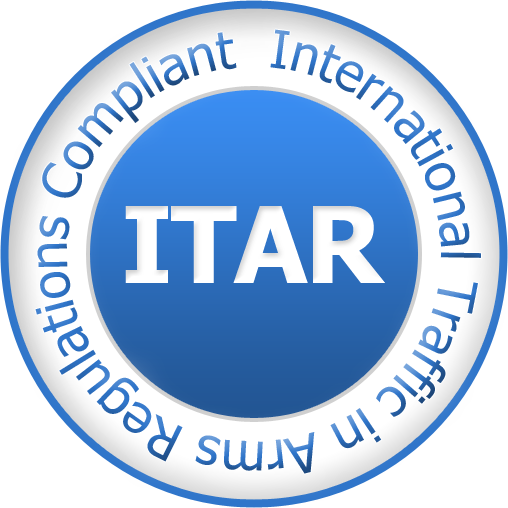 International Traffic in Arms Regulations Compliant
ITAR